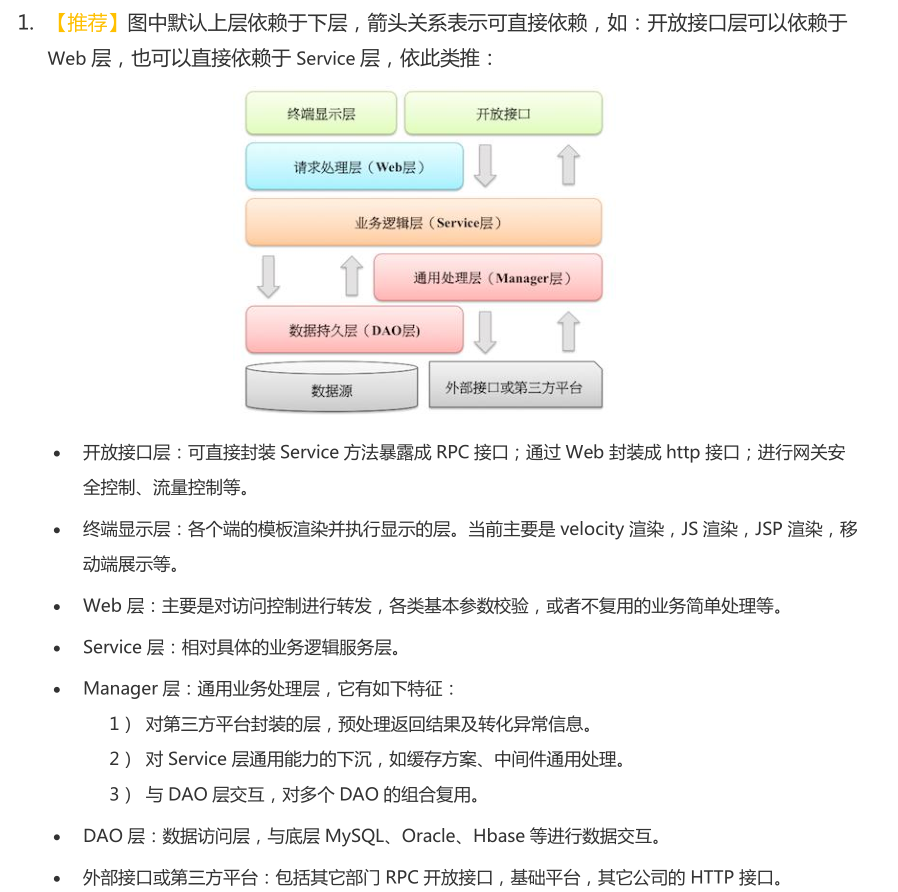 1. 【推荐】图中默认上层依赖于下层，箭头关系表示可直接依赖，如：开放接口层可以依赖于
Web 层，也可以直接依赖于 Service 层，依此类推：
终端显示层
开放接口
请求处理层（Web层）
业务逻辑层（Service层）
通用处理层（Manager层）
数据持久层（DAO层)
数据源
外部接口或第三方平台
• 开放接口层：可直接封装 Service 方法暴露成 RPC 接口；通过 Web 封装成 http 接口；进行网关安
全控制、流量控制等。
• 终端显示层：各个端的模板渲染并执行显示的层。当前主要是 velocity 渲染，JS 渲染，JSP 渲染，移
动端展示等。
• Web 层：主要是对访问控制进行转发，各类基本参数校验，或者不复用的业务简单处理等。
• Service 层：相对具体的业务逻辑服务层。
• Manager 层：通用业务处理层，它有如下特征：
1） 对第三方平台封装的层，预处理返回结果及转化异常信息。
2） 对 Service 层通用能力的下沉，如缓存方案、中间件通用处理。
3） 与 DAO 层交互，对多个 DAO 的组合复用。
• DAO 层：数据访问层，与底层 MySQL、Oracle、Hbase 等进行数据交互。
• 外部接口或第三方平台：包括其它部门 RPC 开放接口，基础平台，其它公司的 HTTP 接口。